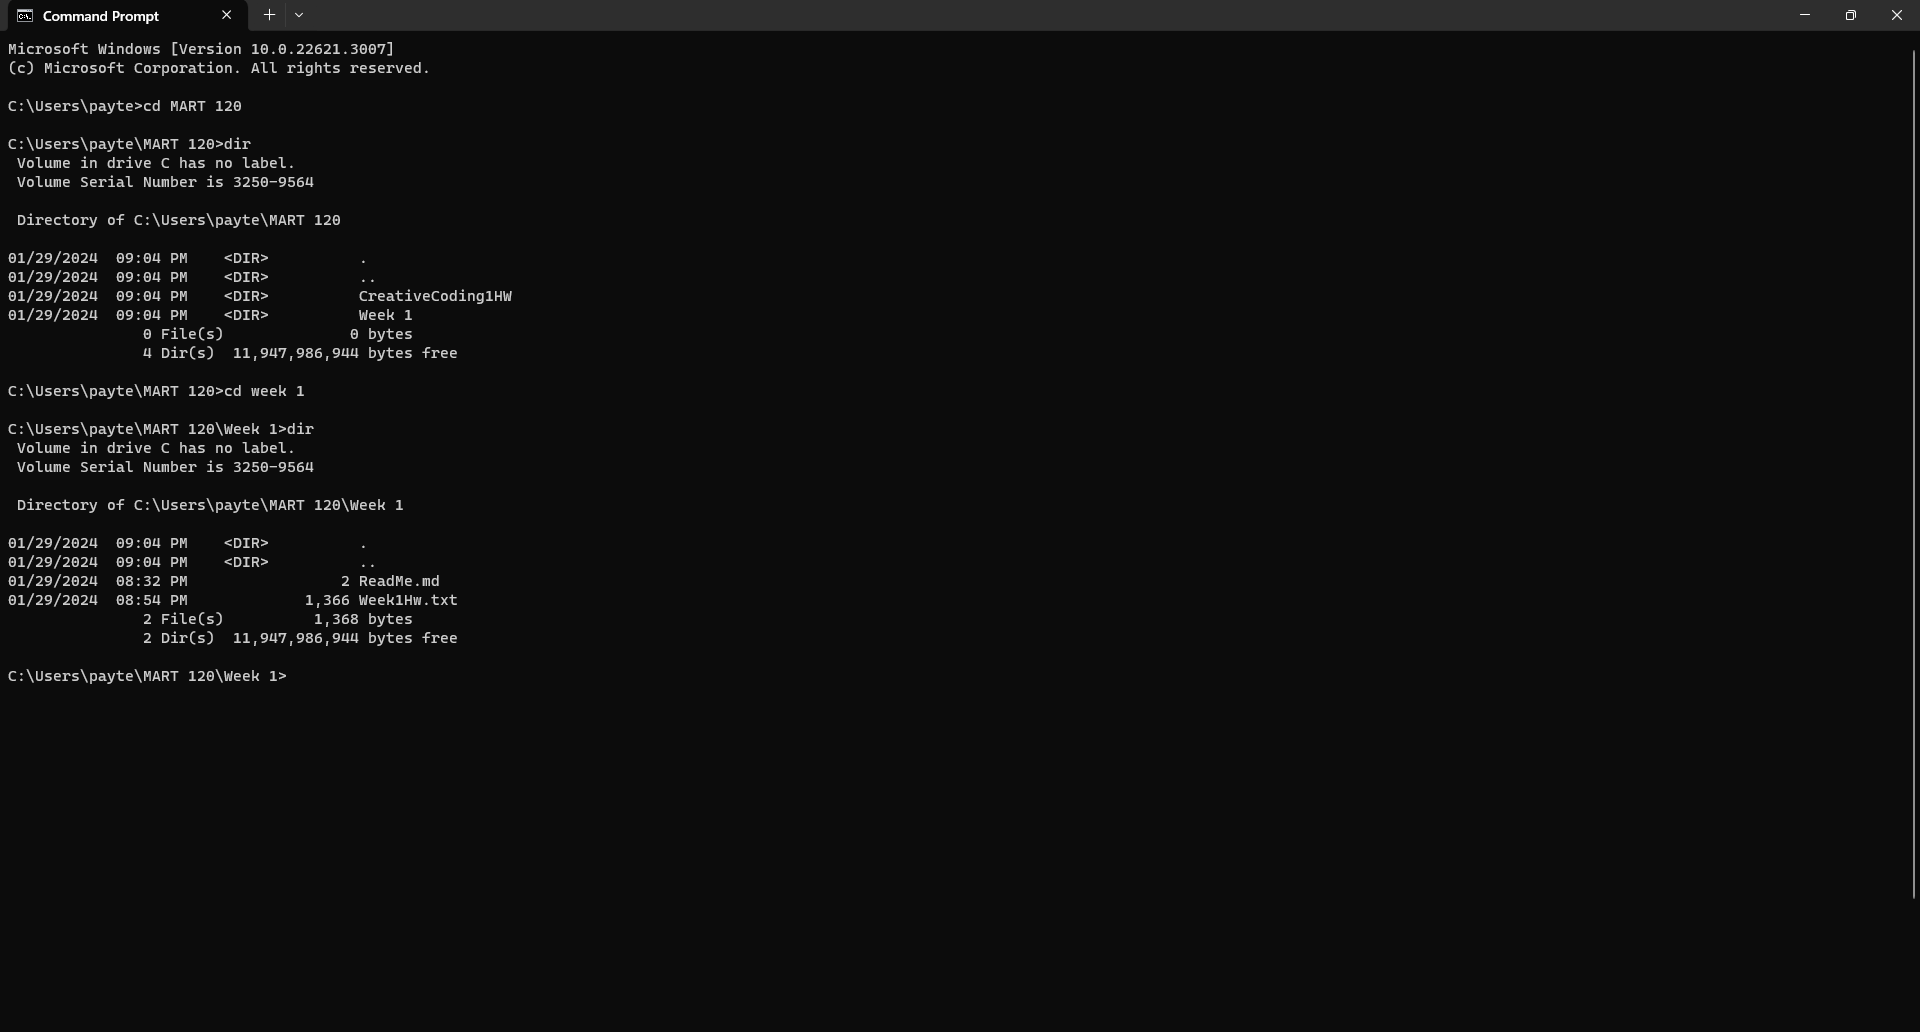 Command Prompt
Microsoft Windows [Version 10.0.22621.3007]
(c) Microsoft Corporation. All rights reserved.

C:\Users\payte>cd MART 120

C:\Users\payte\MART 120>dir
 Volume in drive C has no label.
 Volume Serial Number is 3250-9564

 Directory of C:\Users\payte\MART 120

01/29/2024  09:04 PM    <DIR>          .
01/29/2024  09:04 PM    <DIR>          ..
01/29/2024  09:04 PM    <DIR>          CreativeCoding1HW
01/29/2024  09:04 PM    <DIR>          Week 1
               0 File(s)              0 bytes
               4 Dir(s)  11,947,986,944 bytes free

C:\Users\payte\MART 120>cd week 1

C:\Users\payte\MART 120\Week 1>dir
 Volume in drive C has no label.
 Volume Serial Number is 3250-9564

 Directory of C:\Users\payte\MART 120\Week 1

01/29/2024  09:04 PM    <DIR>          .
01/29/2024  09:04 PM    <DIR>          ..
01/29/2024  08:32 PM                 2 ReadMe.md
01/29/2024  08:54 PM             1,366 Week1Hw.txt
               2 File(s)          1,368 bytes
               2 Dir(s)  11,947,986,944 bytes free

C:\Users\payte\MART 120\Week 1>